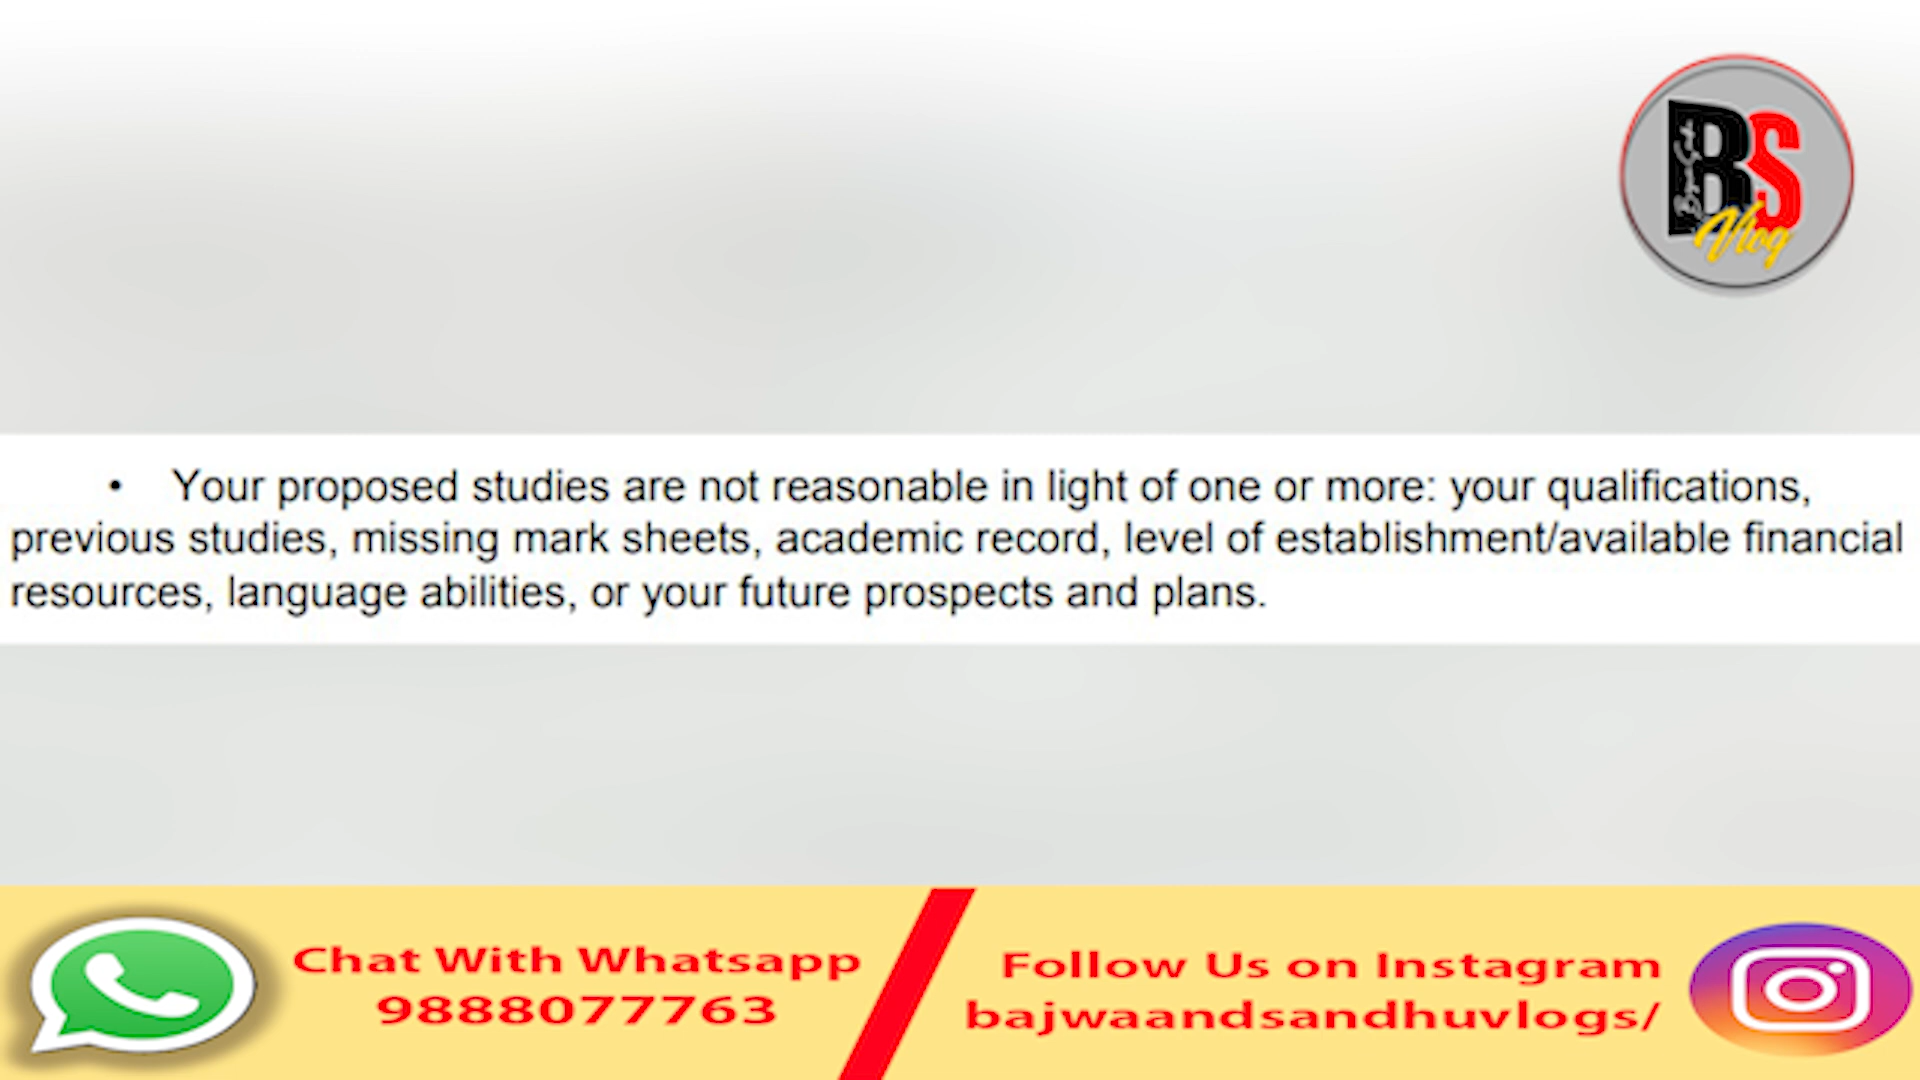 BS
Vlog
• Your proposed studies are not reasonable in light of one or more: your qualifications,
previous studies, missing mark sheets, academic record, level of establishment/available financial
resources, language abilities, or your future prospects and plans.
Chat With Whatsapp
9888077763
Follow Us on Instagram
bajwaandsandhuvlogs/